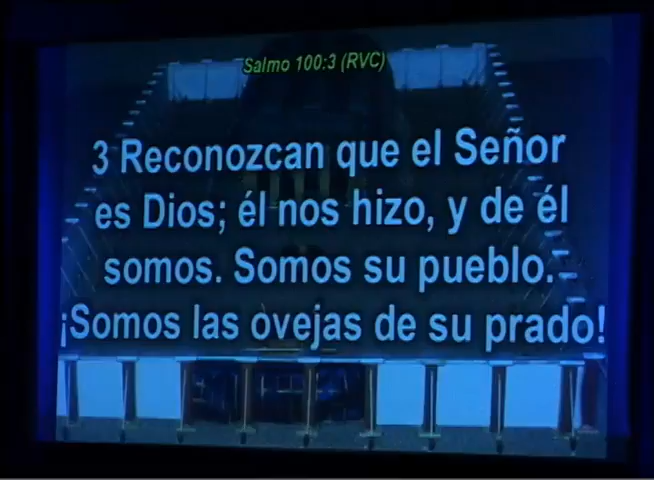 Salmo 100:3 (RVC)
3 Reconozcan que el Señor
es Dios; él nos hizo, y de él
somos. Somos su pueblo.
¡Somos las ovejas de su prado!